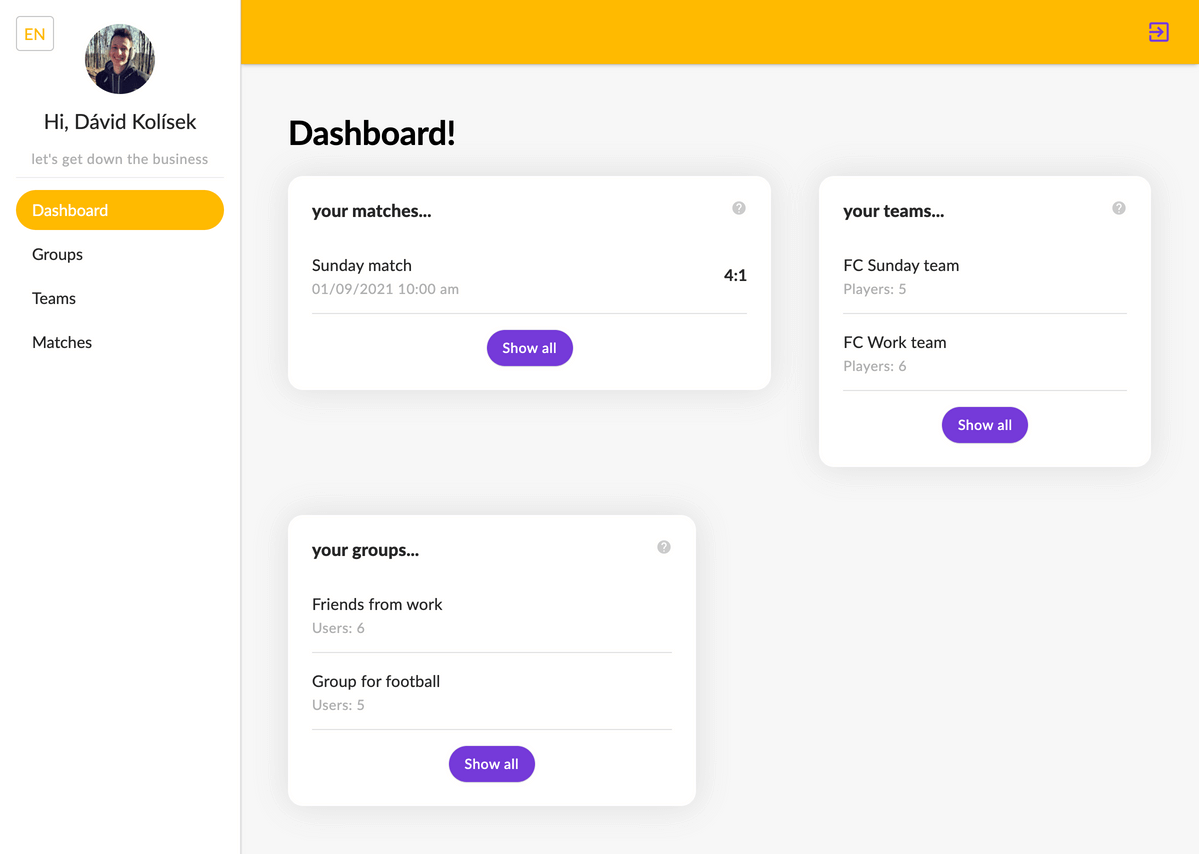 EN
Hi, Dávid Kolísek
let's get down the business
Dashboard
Groups
Teams
Matches
Dashboard!
your matches...
Sunday match
01/09/2021 10:00 am
4:1
Show all
your teams...
FC Sunday team
Players: 5
FC Work team
Players: 6
Show all
your groups...
Friends from work
Users: 6
Group for football
Users: 5
Show all